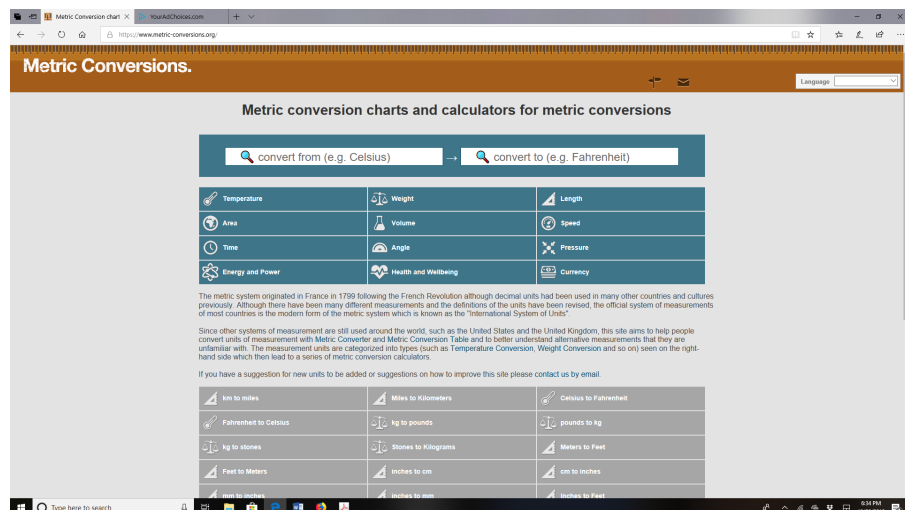 Metric Conversion chart
YourAdChoices.com
https://www.metric-conversions.org/
Metric Conversions.
Language
Metric conversion charts and calculators for metric conversions
convert from (e.g. Celsius) → convert to (e.g. Fahrenheit)
Temperature Weight Length
Area Volume Speed
Time Angle Pressure
Energy and Power Health and Wellbeing Currency
The metric system originated in France in 1799 following the French Revolution although decimal units had been used in many other countries and cultures
previously. Although there have been many different measurements and the definitions of the units have been revised, the official system of measurements
of most countries is the modern form of the metric system which is known as the "International System of Units".
Since other systems of measurement are still used around the world, such as the United States and the United Kingdom, this site aims to help people
convert units of measurement with Metric Converter and Metric Conversion Table and to better understand alternative measurements that they are
unfamiliar with. The measurement units are categorized into types (such as Temperature Conversion, Weight Conversion and so on) seen on the right-
hand side which then lead to a series of metric conversion calculators.
If you have a suggestion for new units to be added or suggestions on how to improve this site please contact us by email.
km to miles Miles to Kilometers Celsius to Fahrenheit
Fahrenheit to Celsius kg to pounds pounds to kg
kg to stones Stones to Kilograms Meters to Feet
Feet to Meters inches to cm cm to inches
mm to inches inches to mm Inches to Feet
Type here to search
6:34 PM